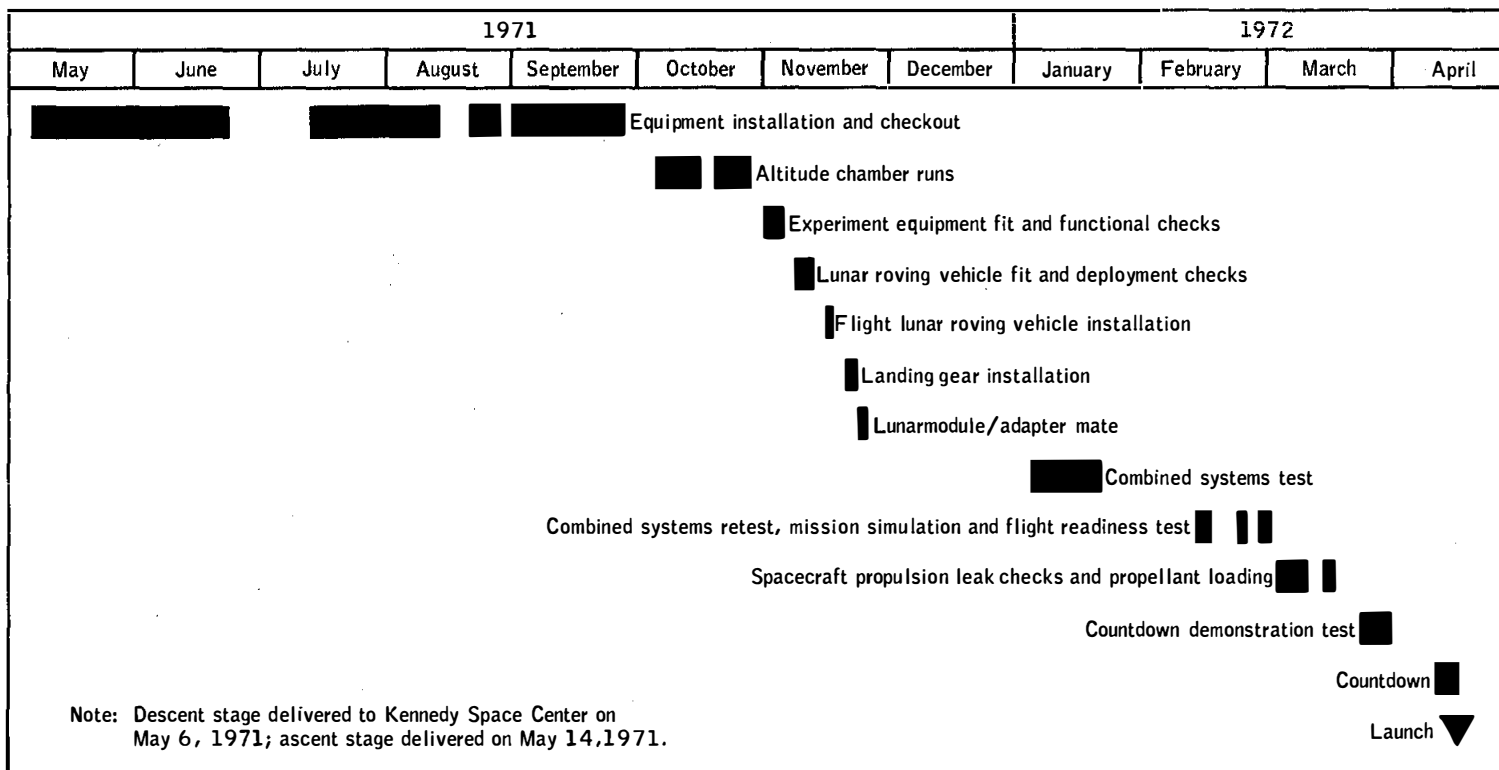 1971 1972
May June July August September October November December January February March April
Equipment installation and checkout
Altitude chamber runs
Experiment equipment fit and functional checks
Lunar roving vehicle fit and deployment checks
Flight lunar roving vehicle installation
Landing gear installation
Lunarmodule/adapter mate
Combined systems test
Combined systems retest, mission simulation and flight readiness test
Spacecraft propulsion leak checks and propellant loading
Countdown demonstration test
Countdown
Note: Descent stage delivered to Kennedy Space Center on
May 6, 1971; ascent stage delivered on May 14,1971.
Launch